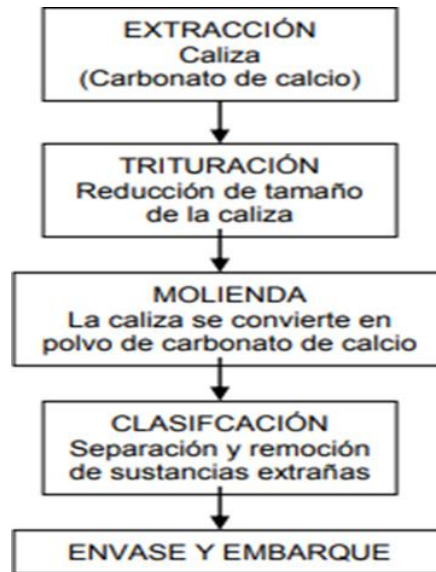 EXTRACCIÓN
Caliza
(Carbonato de calcio)
TRITURACIÓN
Reducción de tamaño
de la caliza
MOLIENDA
La caliza se convierte en
polvo de carbonato de calcio
CLASIFCACIÓN
Separación y remoción
de sustancias extrañas
ENVASE Y EMBARQUE